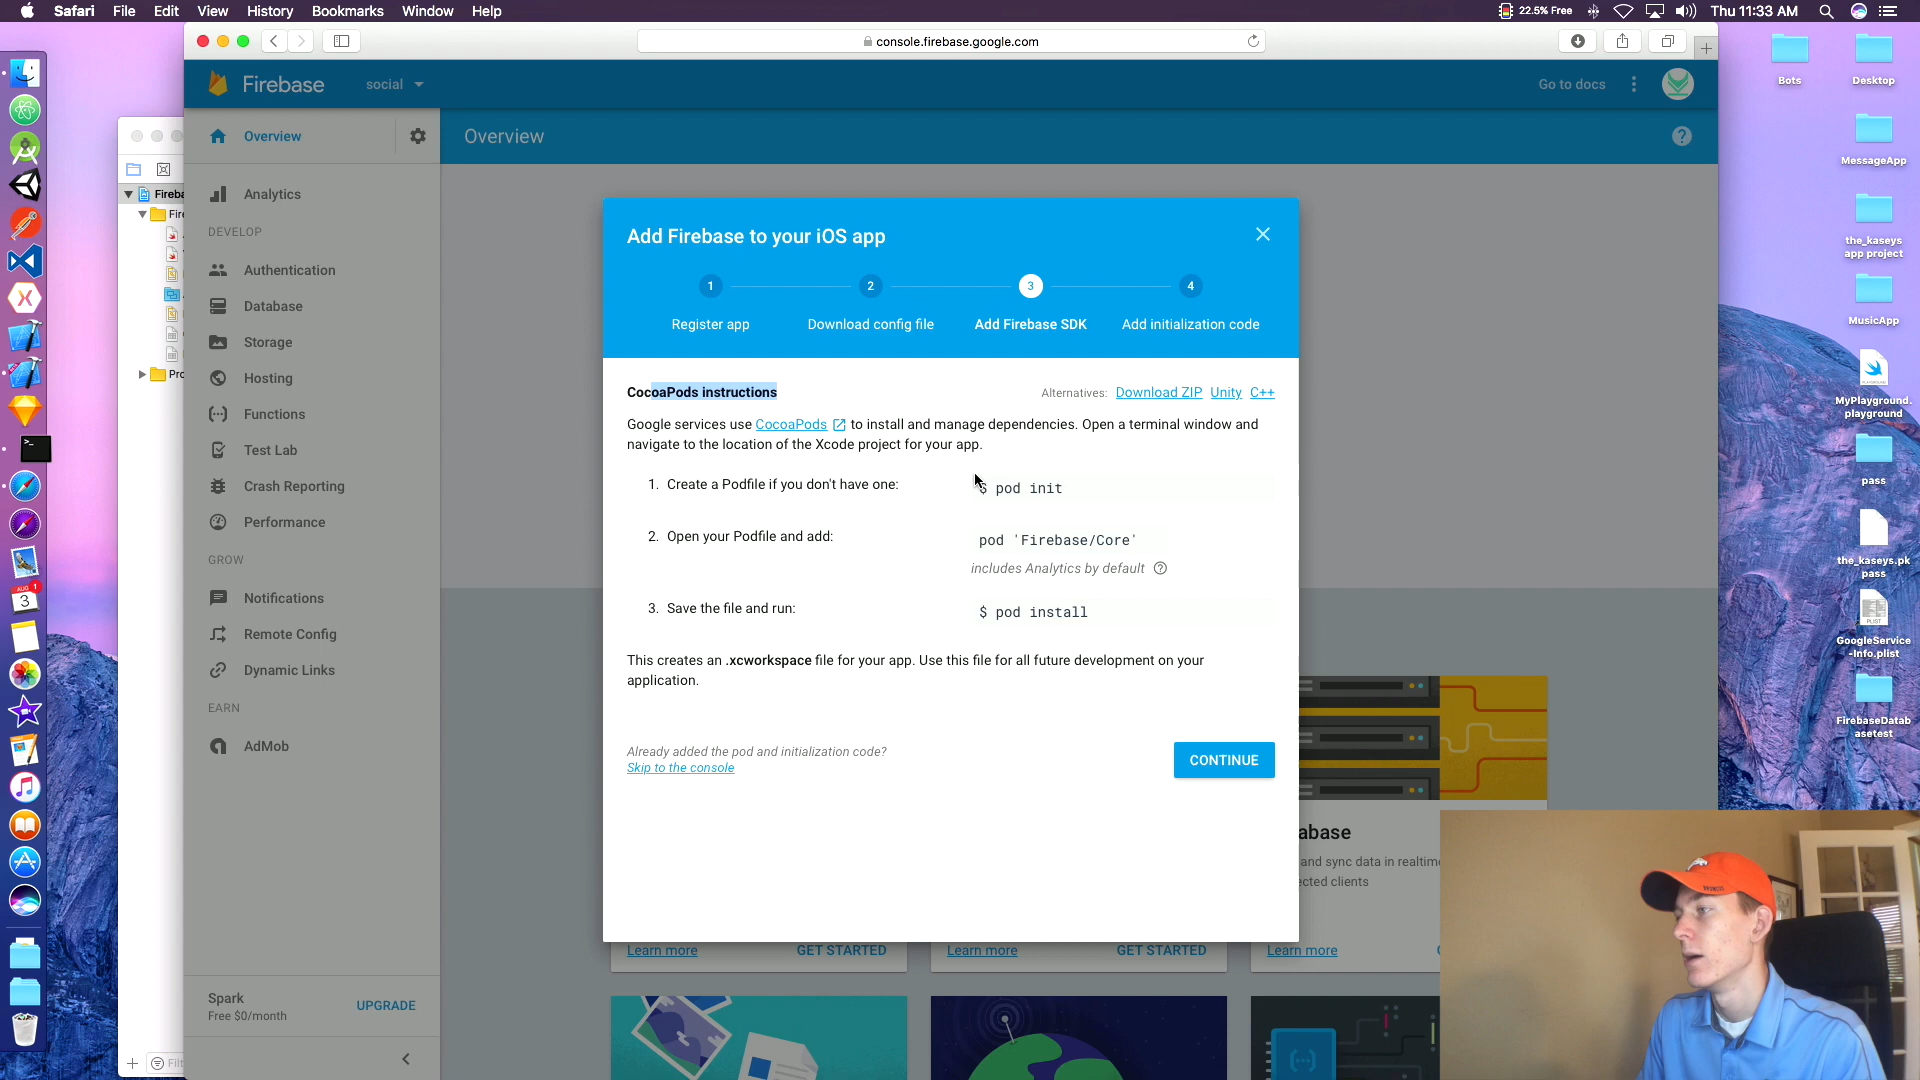 Safari File Edit View History Bookmarks Window Help
22.5% Free
Thu 11:33 AM
console.firebase.google.com
Firebase
social
Go to docs
Overview
Overview
Analytics
DEVELOP
Authentication
Database
Storage
Hosting
Functions
Test Lab
Crash Reporting
Performance
GROW
Notifications
Remote Config
Dynamic Links
EARN
AdMob
Spark
Free $0/month
UPGRADE
Fireba
Fire
Pro
Add Firebase to your iOS app
1 2 3 4
Register app Download config file Add Firebase SDK Add initialization code
CocoaPods instructions
Alternatives: Download ZIP Unity C++
Google services use CocoaPods to install and manage dependencies. Open a terminal window and
navigate to the location of the Xcode project for your app.
1. Create a Podfile if you don't have one:
$ pod init
2. Open your Podfile and add:
pod 'Firebase/Core'
includes Analytics by default
3. Save the file and run:
$ pod install
This creates an .xcworkspace file for your app. Use this file for all future development on your
application.
Already added the pod and initialization code?
Skip to the console
CONTINUE
Learn more GET STARTED
Learn more GET STARTED
Learn more
abase
and sync data in realtime
ected clients
Bots
Desktop
MessageApp
the_kaseys
app project
MusicApp
MyPlayground.
playground
pass
the_kaseys.pk
pass
PLIST
GoogleService
-Info.plist
FirebaseDatab
asetest
AUG
3
1
BRONCOS